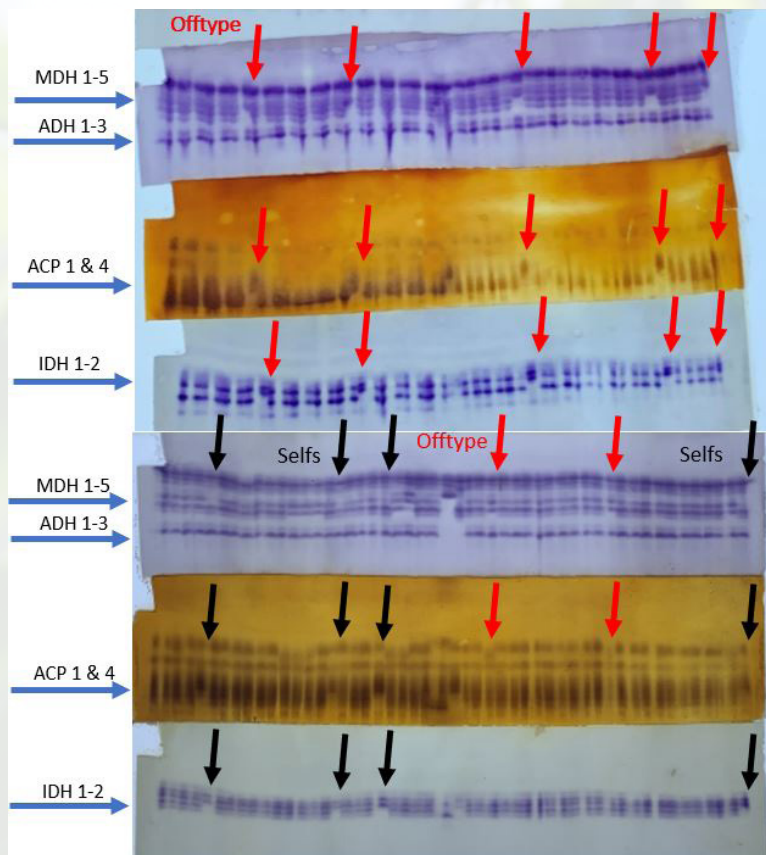 Offtype
MDH 1-5
ADH 1-3
ACP 1 & 4
IDH 1-2
Selfs
Offtype
Selfs
MDH 1-5
ADH 1-3
ACP 1 & 4
IDH 1-2